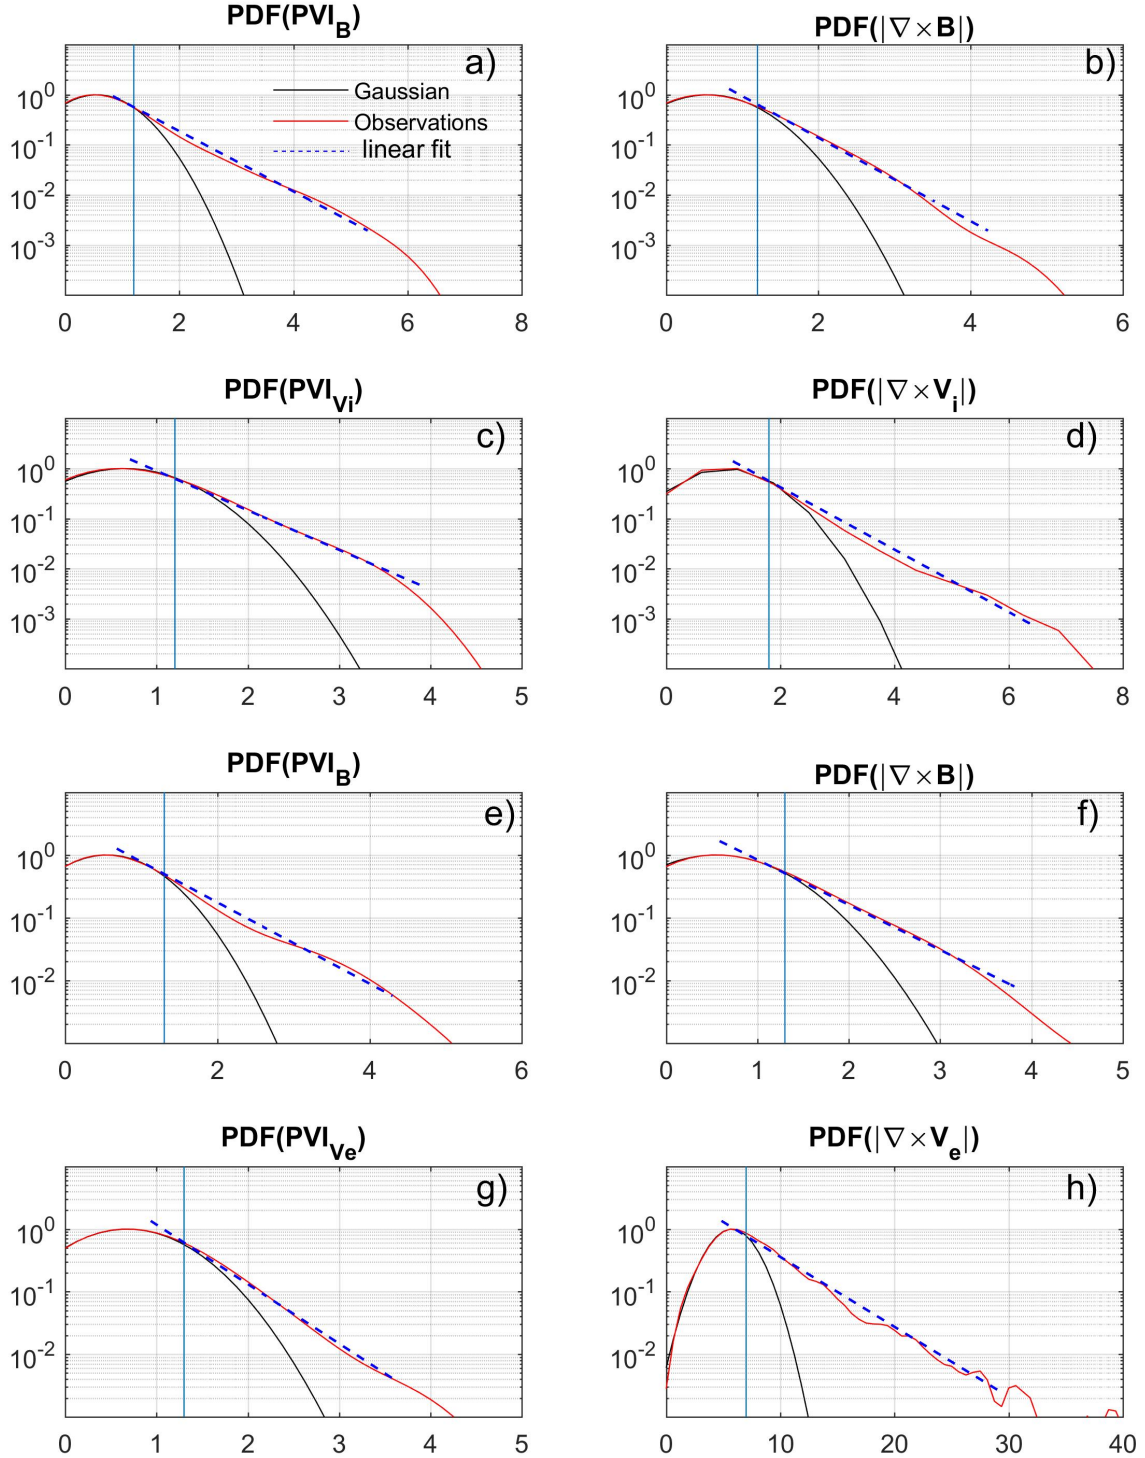 PDF(PVI_B) PDF(|∇×B|)
a) b)
Gaussian
Observations
linear fit
10^0 10^0
10^-1 10^-1
10^-2 10^-2
10^-3 10^-3
0 2 4 6 8 0 2 4 6
PDF(PVI_Vi) PDF(|∇×V_i|)
c) d)
10^0 10^0
10^-1 10^-1
10^-2 10^-2
10^-3 10^-3
0 1 2 3 4 5 0 2 4 6 8
PDF(PVI_B) PDF(|∇×B|)
e) f)
10^0 10^0
10^-1 10^-1
10^-2 10^-2
0 2 4 6 0 1 2 3 4 5
PDF(PVI_Ve) PDF(|∇×V_e|)
g) h)
10^0 10^0
10^-1 10^-1
10^-2 10^-2
0 1 2 3 4 5 0 10 20 30 40